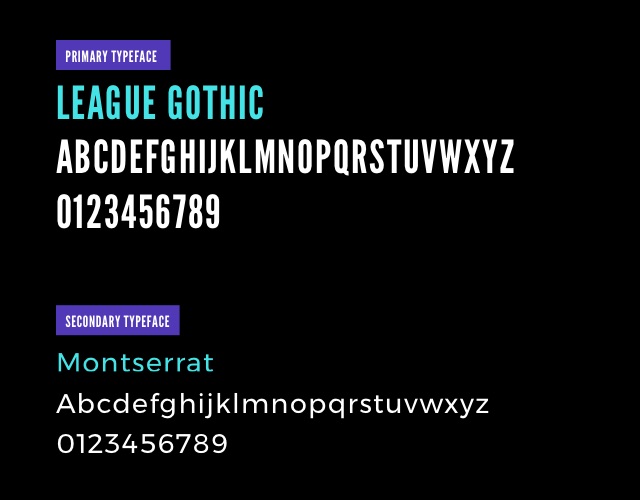 PRIMARY TYPEFACE
LEAGUE GOTHIC
ABCDEFGHIJKLMNOPQRSTUVWXYZ
0123456789
SECONDARY TYPEFACE
Montserrat
Abcdefghijklmnopqrstuvwxyz
0123456789